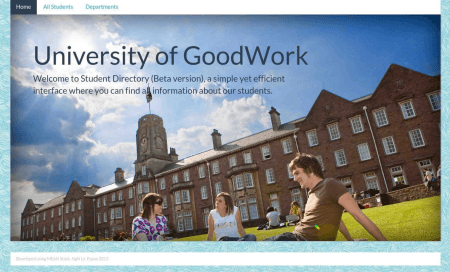 Home All Students Departments
University of GoodWork
Welcome to Student Directory (Beta version), a simple yet efficient
interface where you can find all information about our students.